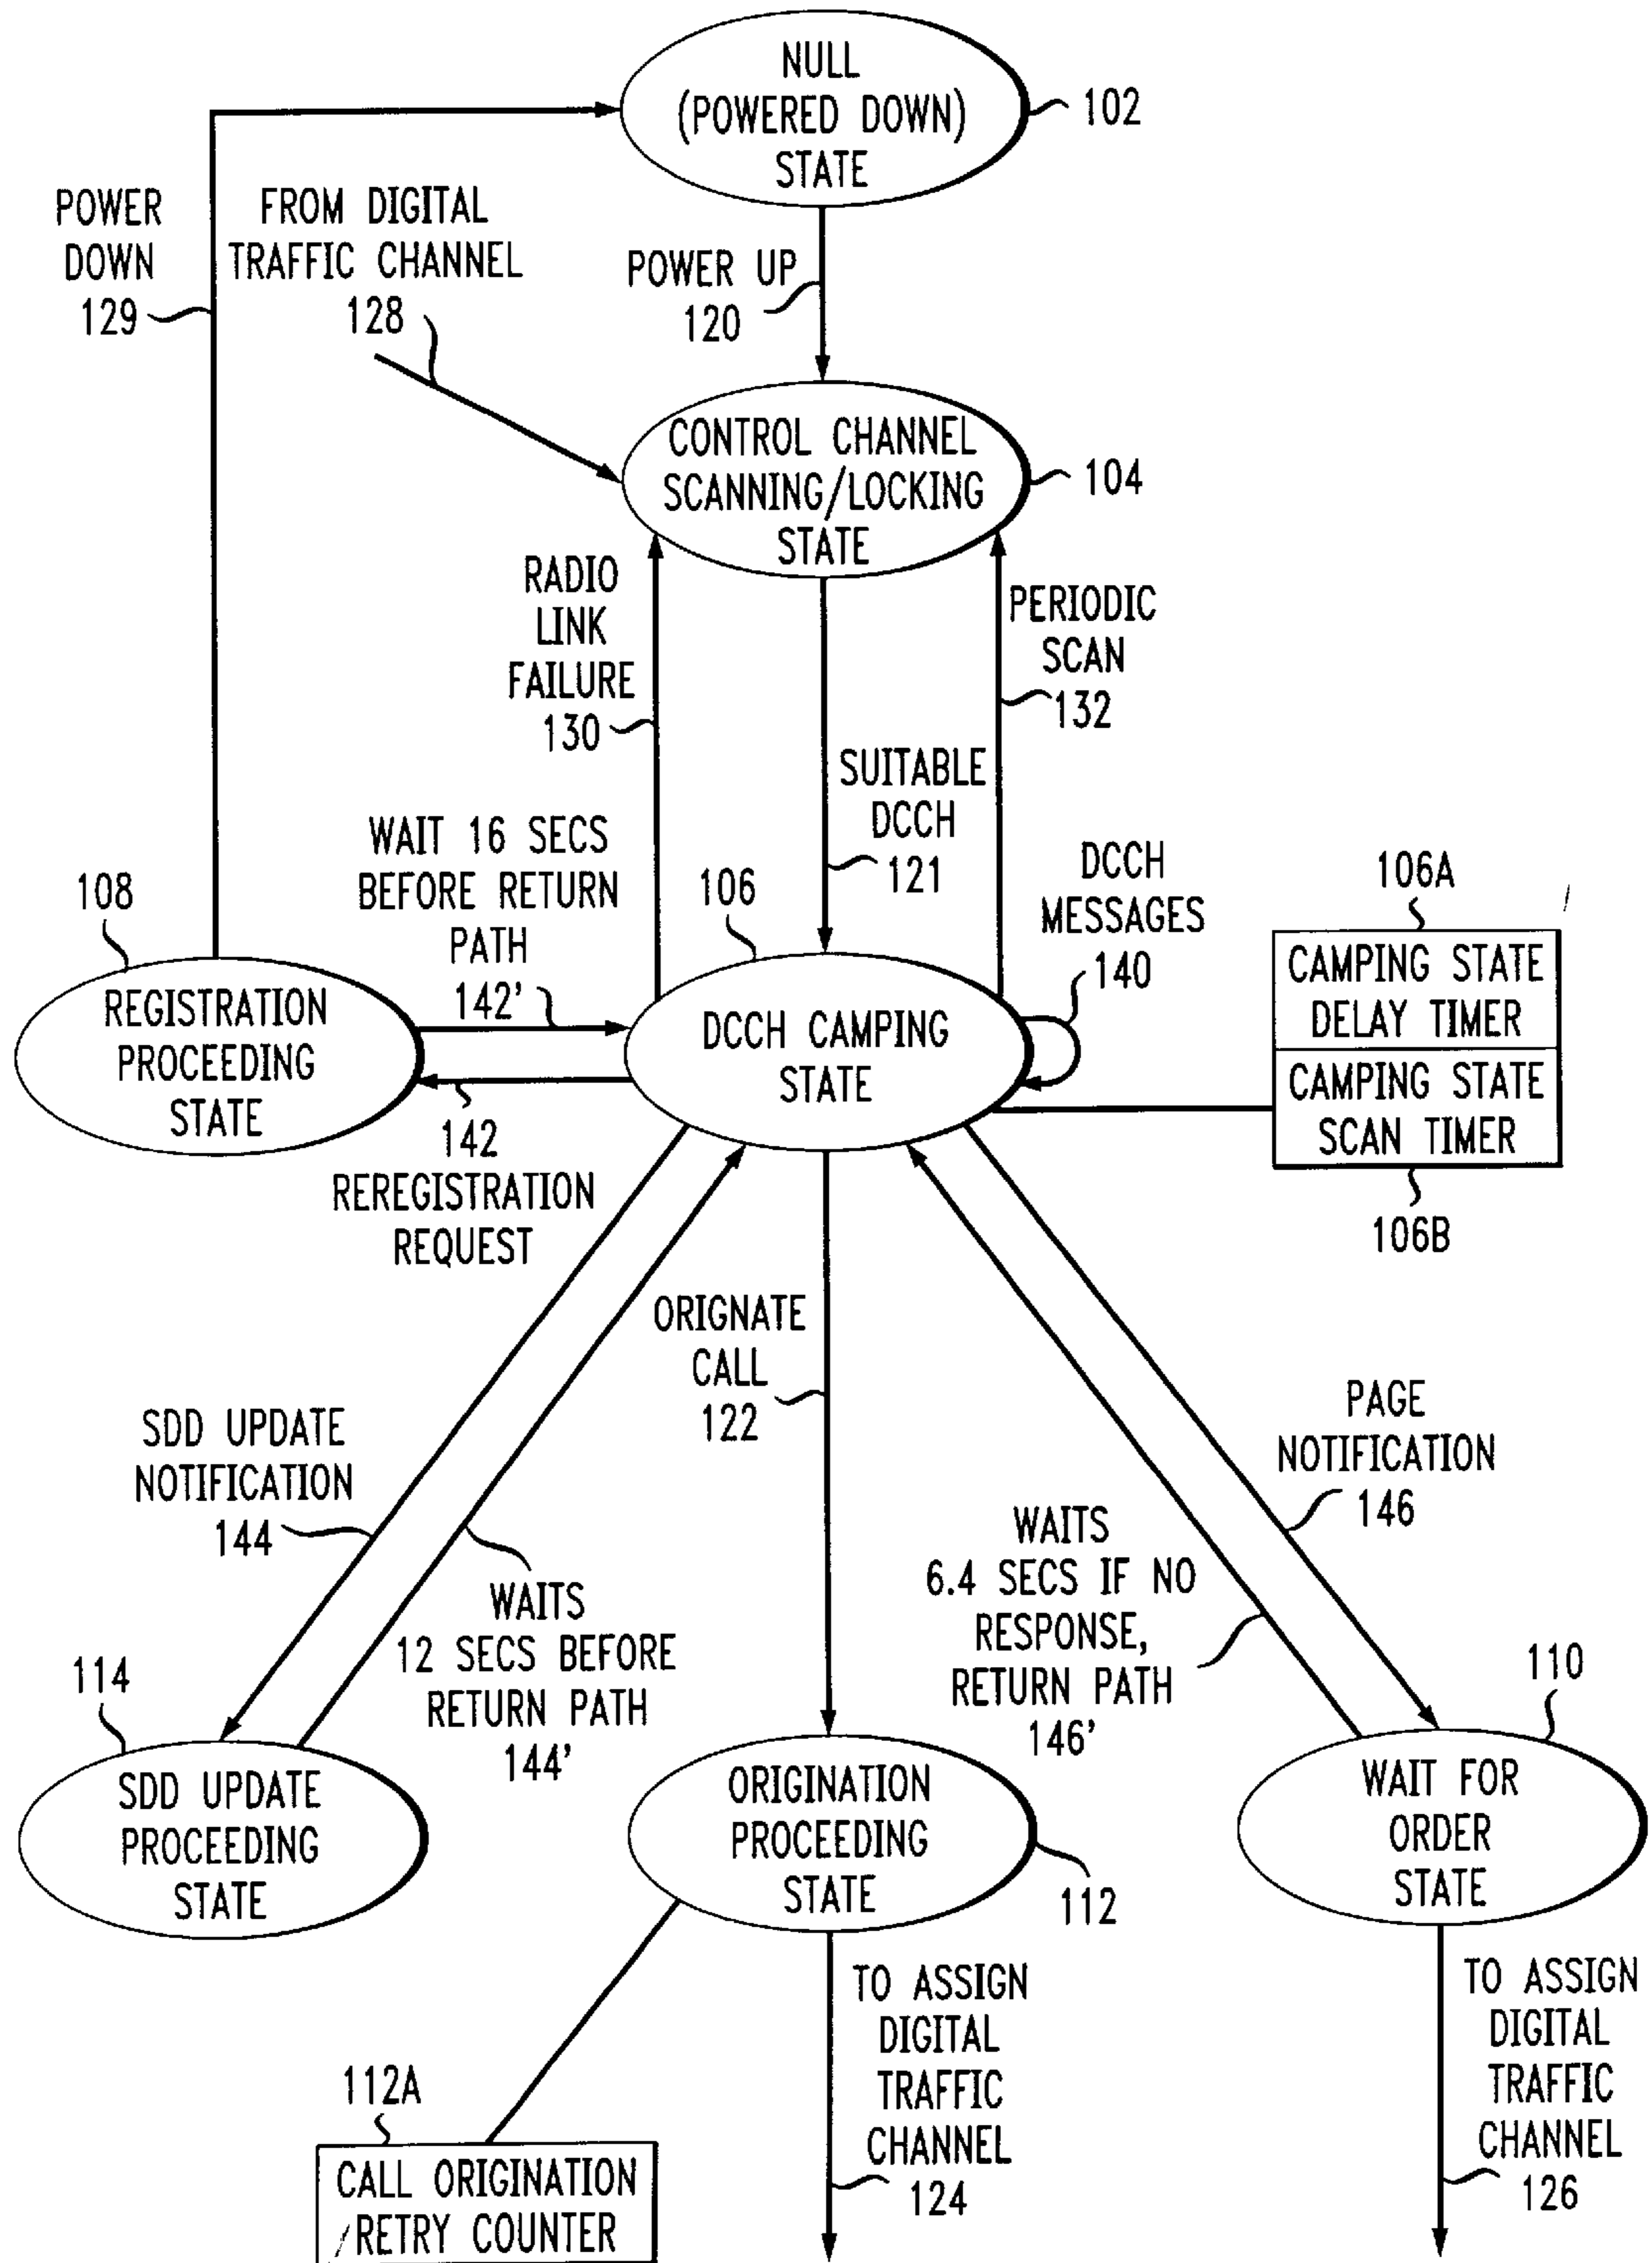 NULL
(POWERED DOWN)
STATE
102
POWER
DOWN
129
FROM DIGITAL
TRAFFIC CHANNEL
128
POWER UP
120
CONTROL CHANNEL
SCANNING/LOCKING
STATE
104
RADIO
LINK
FAILURE
130
PERIODIC
SCAN
132
SUITABLE
DCCH
121
WAIT 16 SECS
BEFORE RETURN
PATH
142'
108
REGISTRATION
PROCEEDING
STATE
106
DCCH CAMPING
STATE
DCCH
MESSAGES
140
106A
CAMPING STATE
DELAY TIMER
CAMPING STATE
SCAN TIMER
106B
142
REREGISTRATION
REQUEST
ORIGNATE
CALL
122
SDD UPDATE
NOTIFICATION
144
PAGE
NOTIFICATION
146
WAITS
12 SECS BEFORE
RETURN PATH
144'
WAITS
6.4 SECS IF NO
RESPONSE,
RETURN PATH
146'
114
SDD UPDATE
PROCEEDING
STATE
ORIGINATION
PROCEEDING
STATE
112
110
WAIT FOR
ORDER
STATE
112A
CALL ORIGINATION
RETRY COUNTER
TO ASSIGN
DIGITAL
TRAFFIC
CHANNEL
124
TO ASSIGN
DIGITAL
TRAFFIC
CHANNEL
126